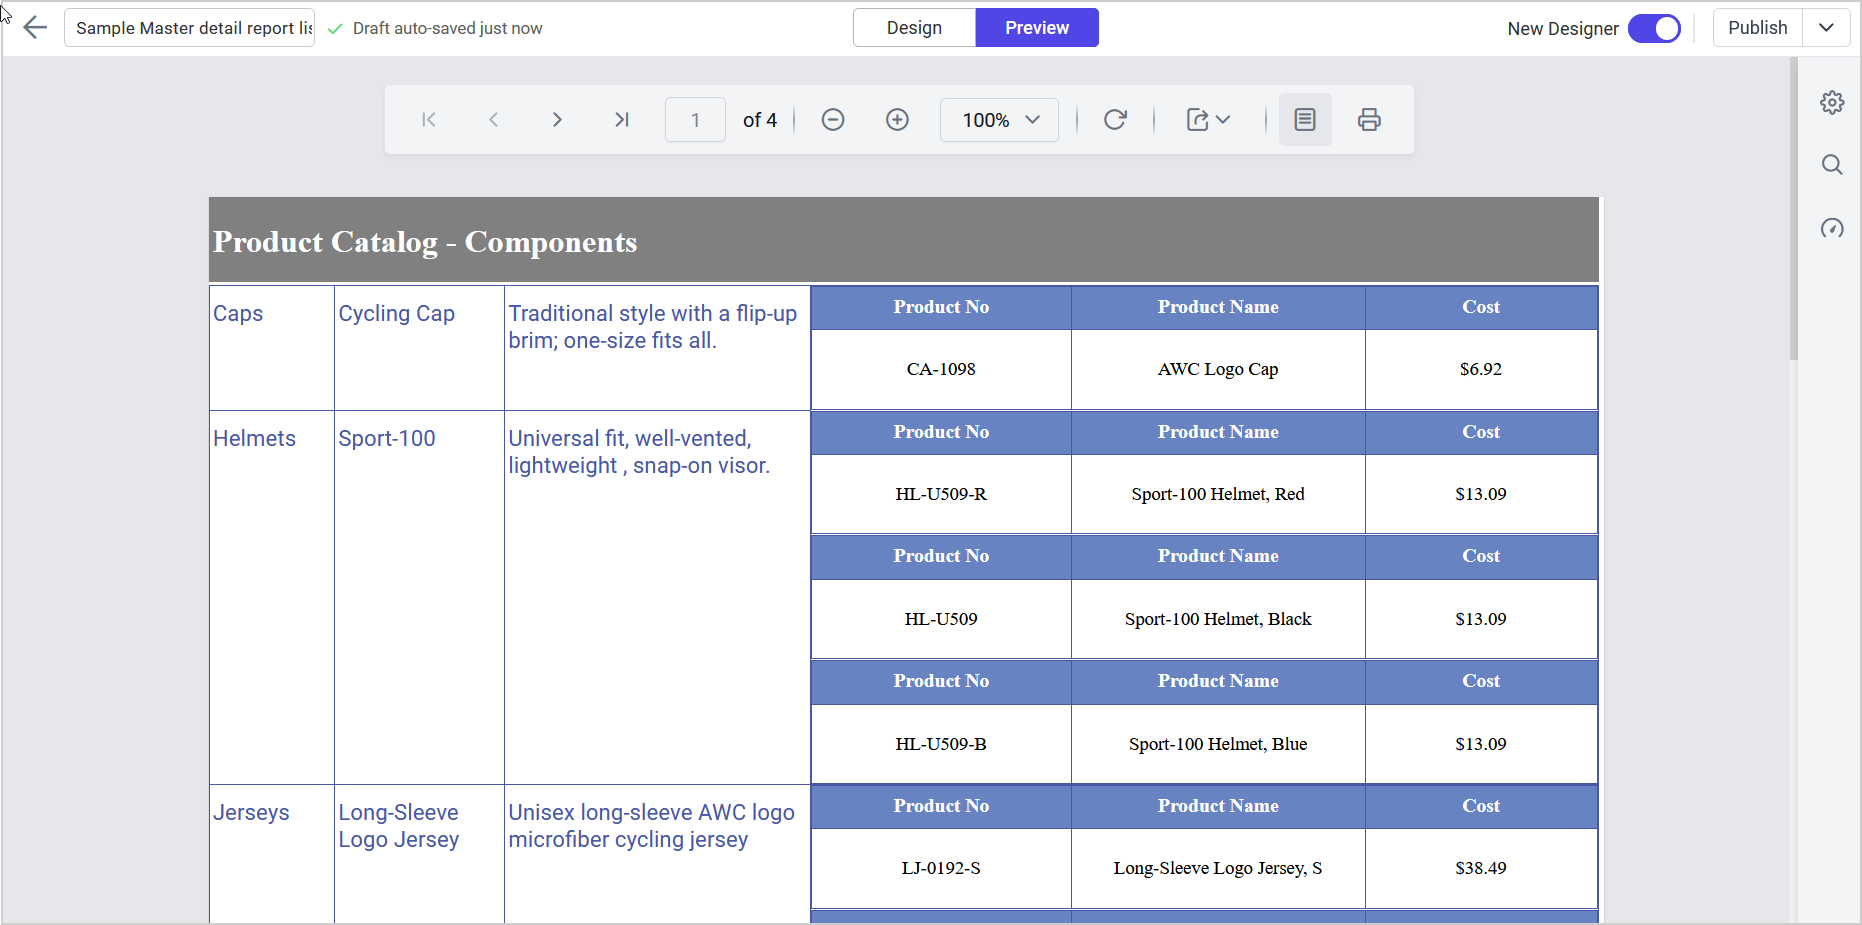 Sample Master detail report lis
Draft auto-saved just now
Design
Preview
New Designer
Publish
1
of 4
100%
Product Catalog - Components
Caps
Cycling Cap
Traditional style with a flip-up
brim; one-size fits all.
Product No
Product Name
Cost
CA-1098
AWC Logo Cap
$6.92
Helmets
Sport-100
Universal fit, well-vented,
lightweight , snap-on visor.
Product No
Product Name
Cost
HL-U509-R
Sport-100 Helmet, Red
$13.09
Product No
Product Name
Cost
HL-U509
Sport-100 Helmet, Black
$13.09
Product No
Product Name
Cost
HL-U509-B
Sport-100 Helmet, Blue
$13.09
Jerseys
Long-Sleeve
Logo Jersey
Unisex long-sleeve AWC logo
microfiber cycling jersey
Product No
Product Name
Cost
LJ-0192-S
Long-Sleeve Logo Jersey, S
$38.49